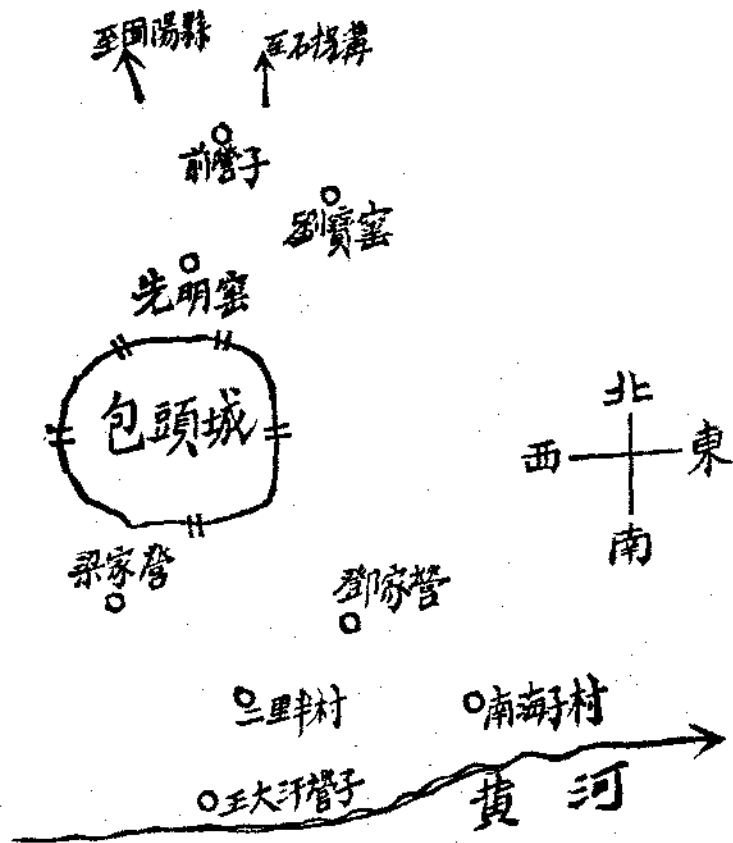 至固陽縣
至石拐溝
前營子
劉寶窰
先明窰
包頭城
北
西
東
南
梁家營
鄧家營
二里半村
南海子村
王大汗營子
黃河